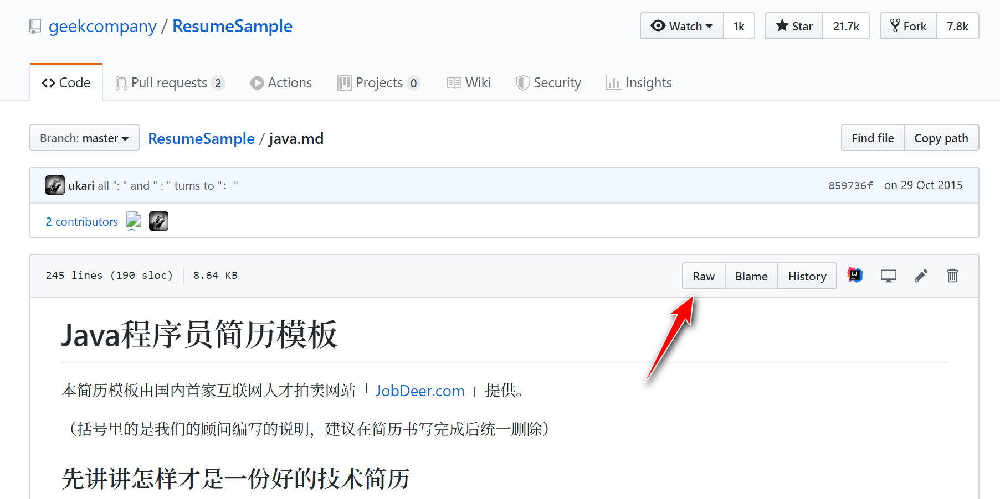 geekcompany / ResumeSample
Watch 1k Star 21.7k Fork 7.8k
Code Pull requests 2 Actions Projects 0 Wiki Security Insights
Branch: master ResumeSample / java.md Find file Copy path
ukari all ": " and " : " turns to "： " 859736f on 29 Oct 2015
2 contributors
245 lines (190 sloc) 8.64 KB Raw Blame History IJ
Java程序员简历模板
本简历模板由国内首家互联网人才拍卖网站「 JobDeer.com 」提供。
（括号里的是我们的顾问编写的说明，建议在简历书写完成后统一删除）
先讲讲怎样才是一份好的技术简历